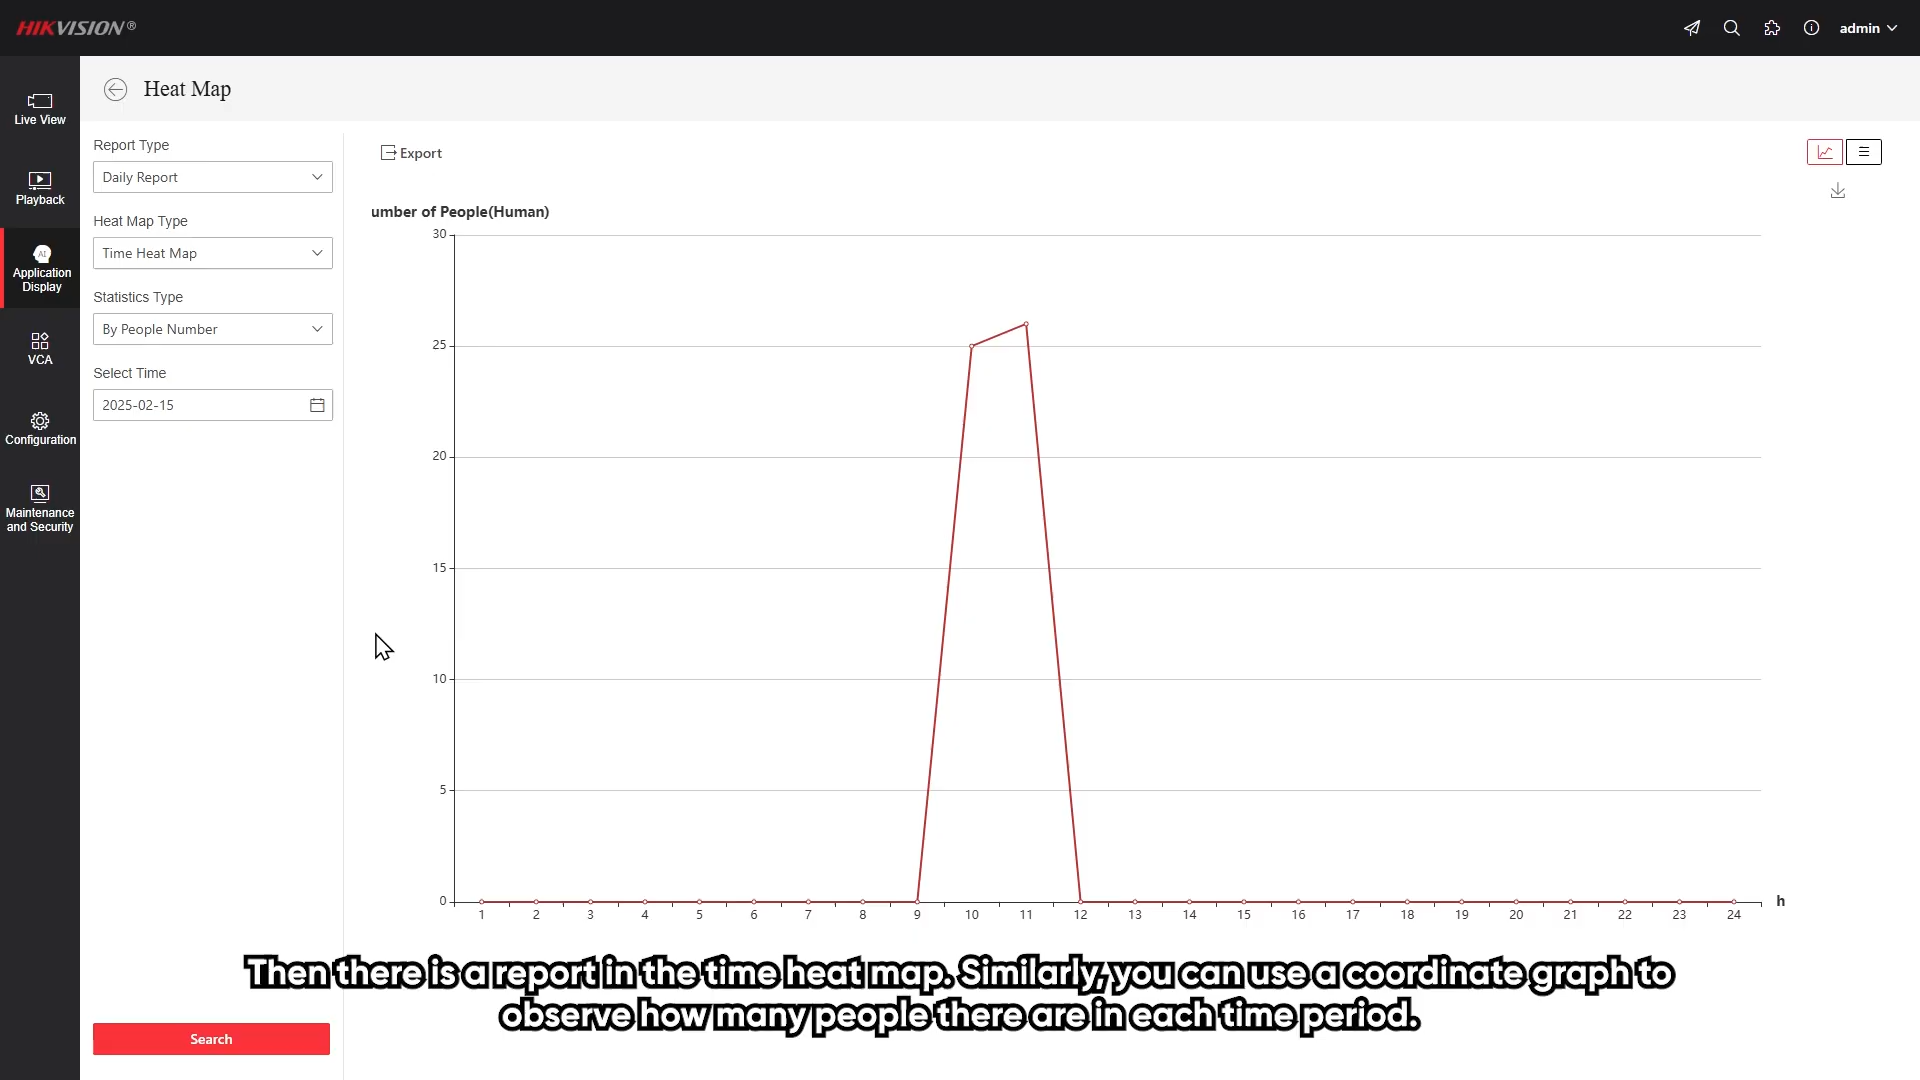 HIKVISION®
admin
Live View
Playback
AI
Application
Display
VCA
Configuration
Maintenance
and Security
Heat Map
Report Type
Daily Report
Heat Map Type
Time Heat Map
Statistics Type
By People Number
Select Time
2025-02-15
Search
Export
umber of People(Human)
30
25
20
15
10
5
0
1 2 3 4 5 6 7 8 9 10 11 12 13 14 15 16 17 18 19 20 21 22 23 24
h
Then there is a report in the time heat map. Similarly, you can use a coordinate graph to
observe how many people there are in each time period.